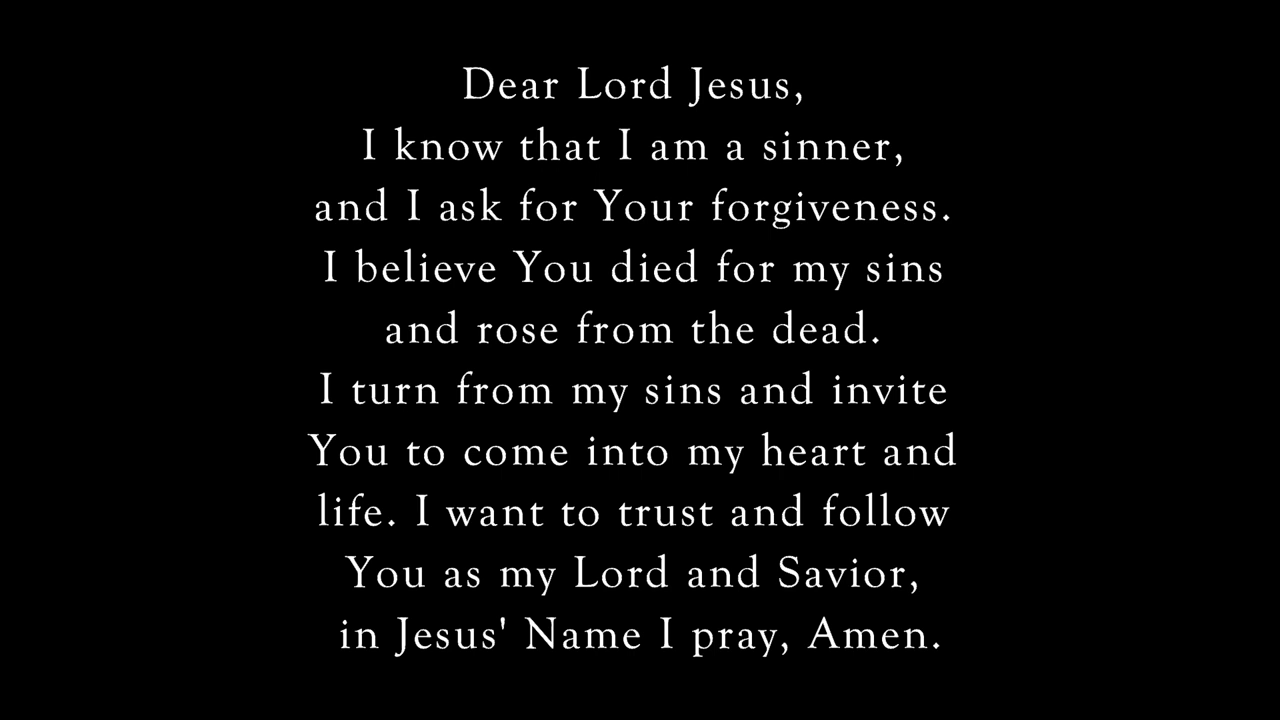 Dear Lord Jesus,
I know that I am a sinner,
and I ask for Your forgiveness.
I believe You died for my sins
and rose from the dead.
I turn from my sins and invite
You to come into my heart and
life. I want to trust and follow
You as my Lord and Savior,
in Jesus' Name I pray, Amen.